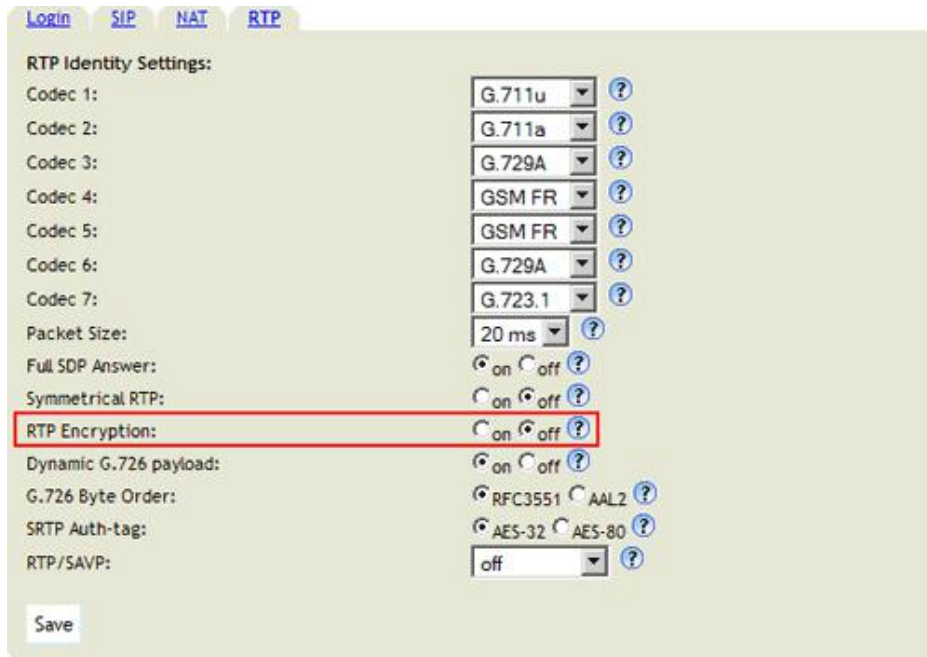 Login SIP NAT RTP
RTP Identity Settings:
Codec 1: G.711u ?
Codec 2: G.711a ?
Codec 3: G.729A ?
Codec 4: GSM FR ?
Codec 5: GSM FR ?
Codec 6: G.729A ?
Codec 7: G.723.1 ?
Packet Size: 20 ms ?
Full SDP Answer: on off ?
Symmetrical RTP: on off ?
RTP Encryption: on off ?
Dynamic G.726 payload: on off ?
G.726 Byte Order: RFC3551 AAL2 ?
SRTP Auth-tag: AES-32 AES-80 ?
RTP/SAVP: off ?
Save